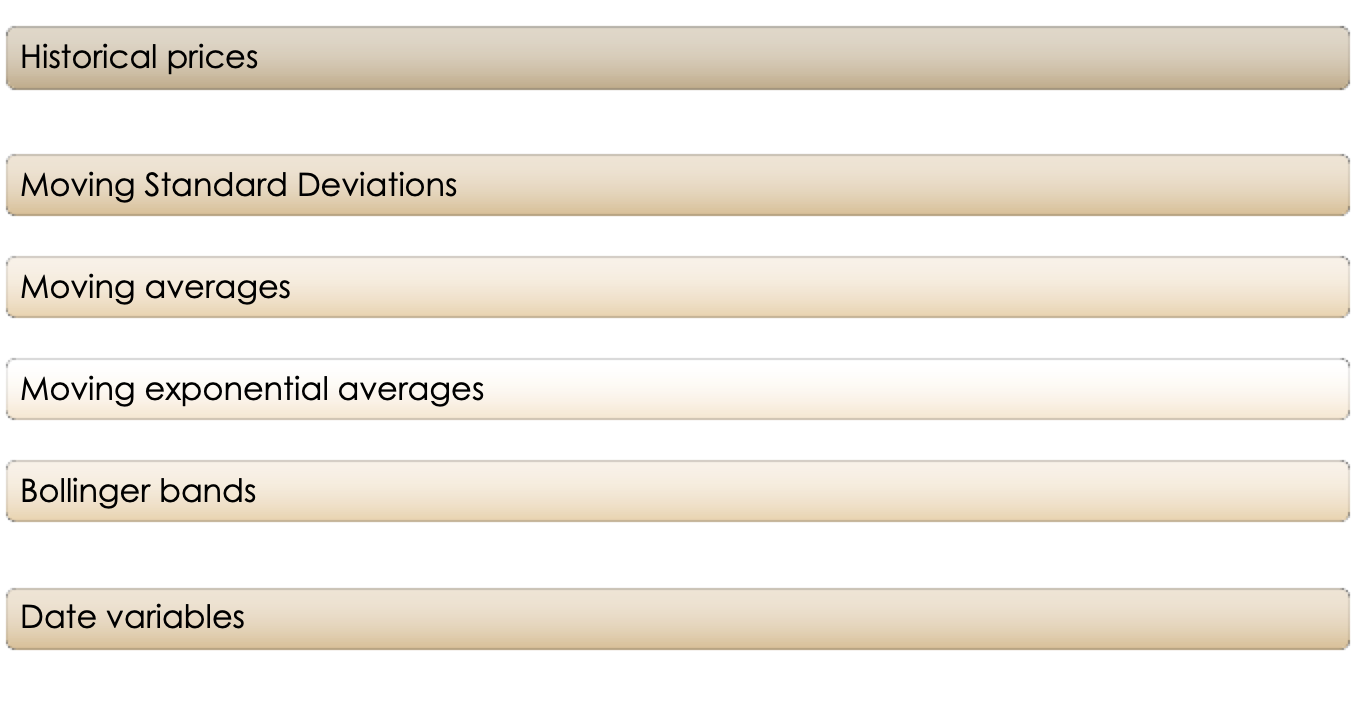 Historical prices
Moving Standard Deviations
Moving averages
Moving exponential averages
Bollinger bands
Date variables